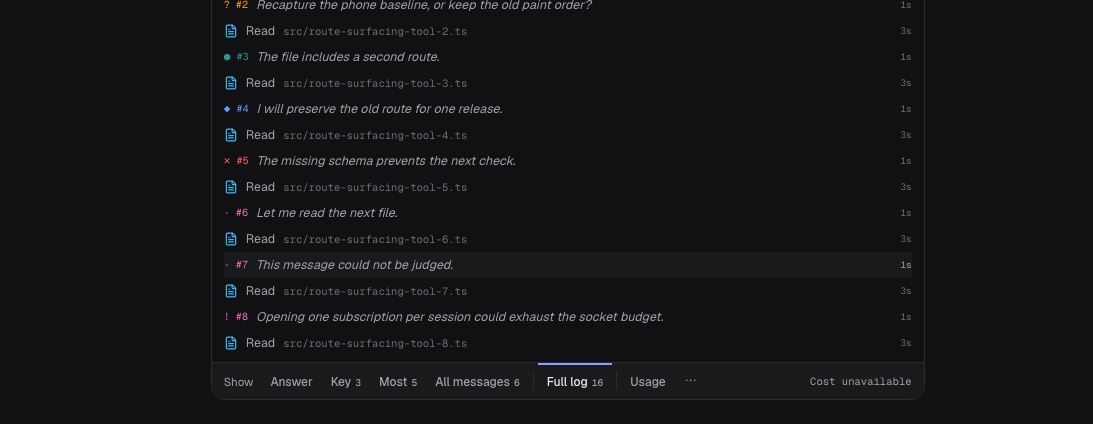 ? #2 Recapture the phone baseline, or keep the old paint order? 1s
Read src/route-surfacing-tool-2.ts 3s
● #3 The file includes a second route. 1s
Read src/route-surfacing-tool-3.ts 3s
◆ #4 I will preserve the old route for one release. 1s
Read src/route-surfacing-tool-4.ts 3s
× #5 The missing schema prevents the next check. 1s
Read src/route-surfacing-tool-5.ts 3s
· #6 Let me read the next file. 1s
Read src/route-surfacing-tool-6.ts 3s
· #7 This message could not be judged. 1s
Read src/route-surfacing-tool-7.ts 3s
! #8 Opening one subscription per session could exhaust the socket budget. 1s
Read src/route-surfacing-tool-8.ts 3s
Show Answer Key 3 Most 5 All messages 6 Full log 16 Usage ··· Cost unavailable